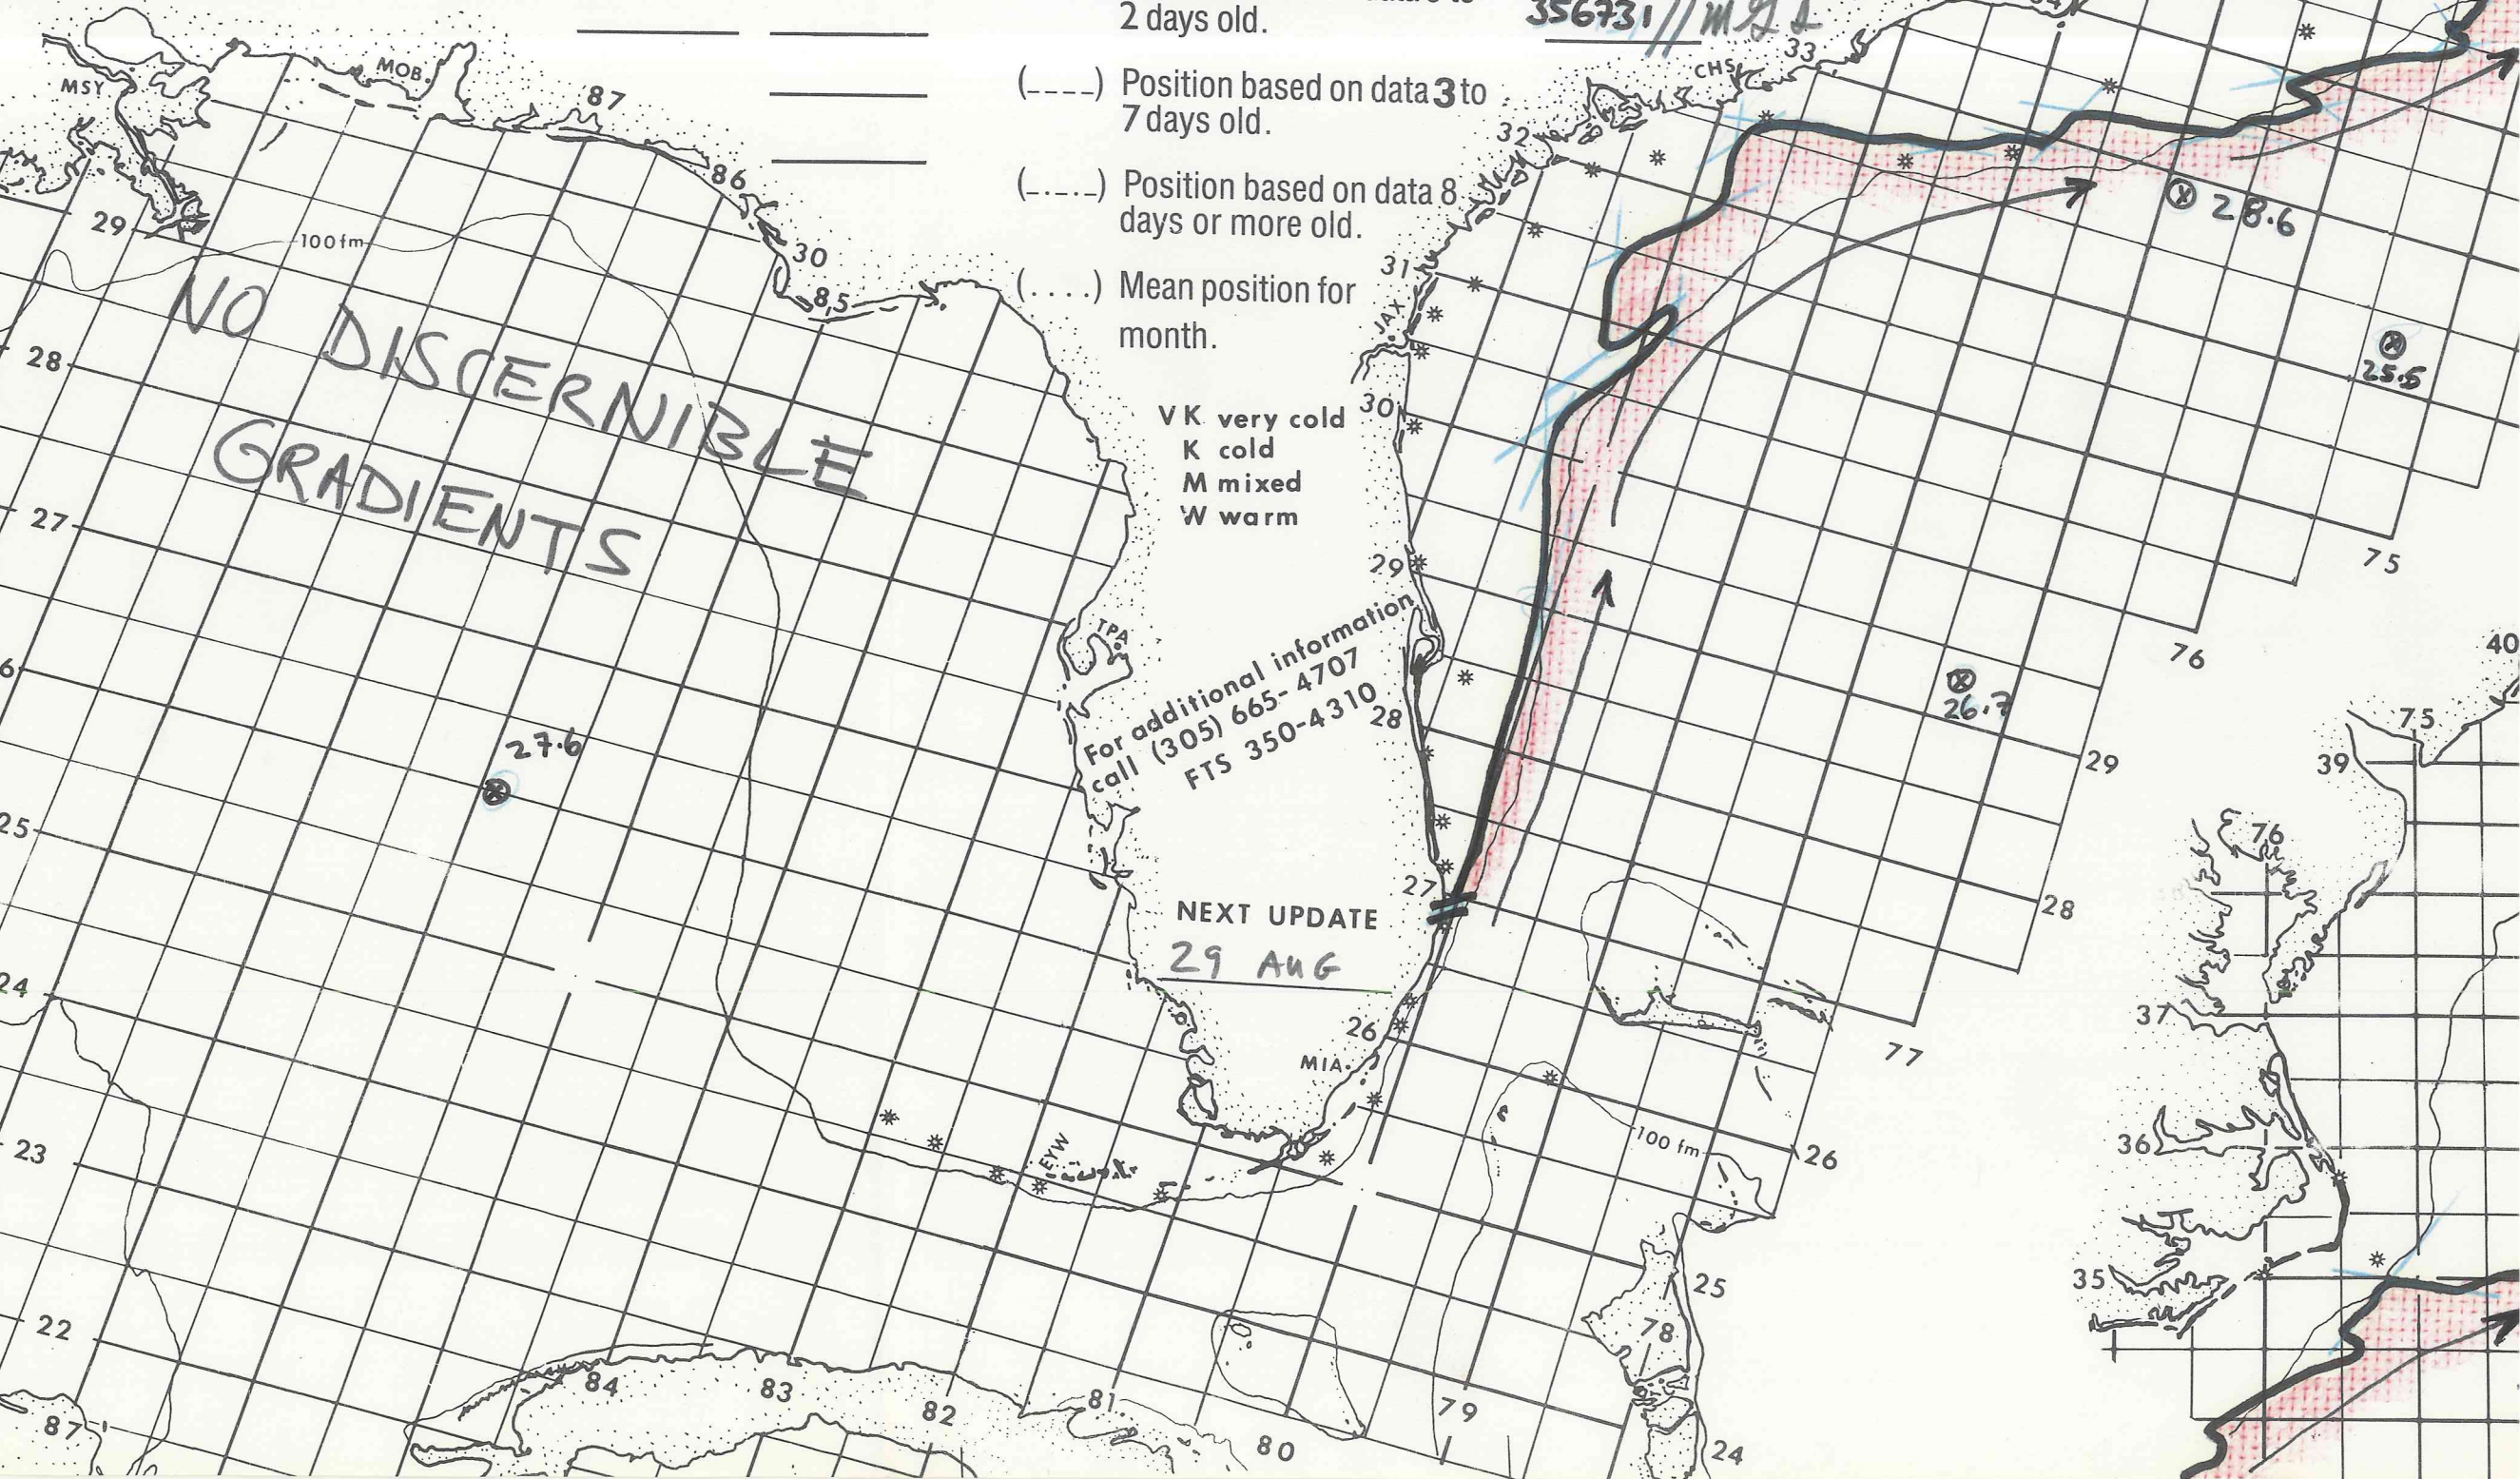 2 days old.
356731//
(----) Position based on data 3 to
7 days old.
(_._._) Position based on data 8
days or more old.
(....) Mean position for
month.
MSY
MOB.
87
86
85
30
29
100 fm
28
27
25
24
23
22
87
NO DISCERNIBLE
GRADIENTS
27.6
VK very cold
K cold
M mixed
W warm
TPA
For additional information
call (305) 665-4707
FTS 350-4310
NEXT UPDATE
29 AUG
MIA.
EYW
CHS
33
32
31
JAX
30
29
28
27
26
28.6
25.5
26.7
75
76
77
29
28
26
25
24
100 fm
78
79
80
81
82
83
84
40
75
39
76
37
36
35